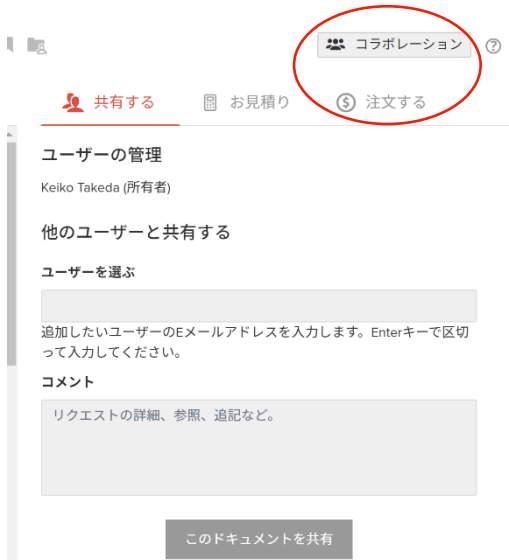 コラボレーション
共有する お見積り 注文する
ユーザーの管理
Keiko Takeda (所有者)
他のユーザーと共有する
ユーザーを選ぶ
追加したいユーザーのEメールアドレスを入力します。Enterキーで区切
って入力してください。
コメント
リクエストの詳細、参照、追記など。
このドキュメントを共有